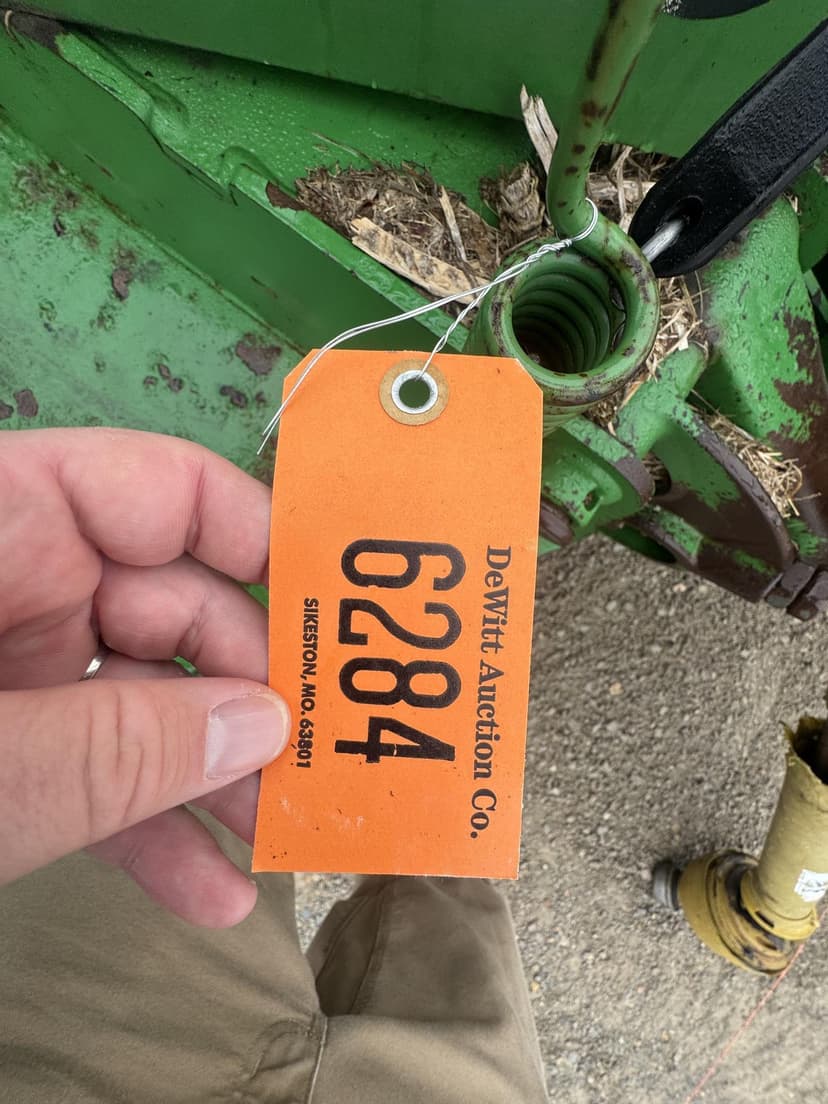 DeWitt Auction Co.
6284
SIKESTON, MO. 63801